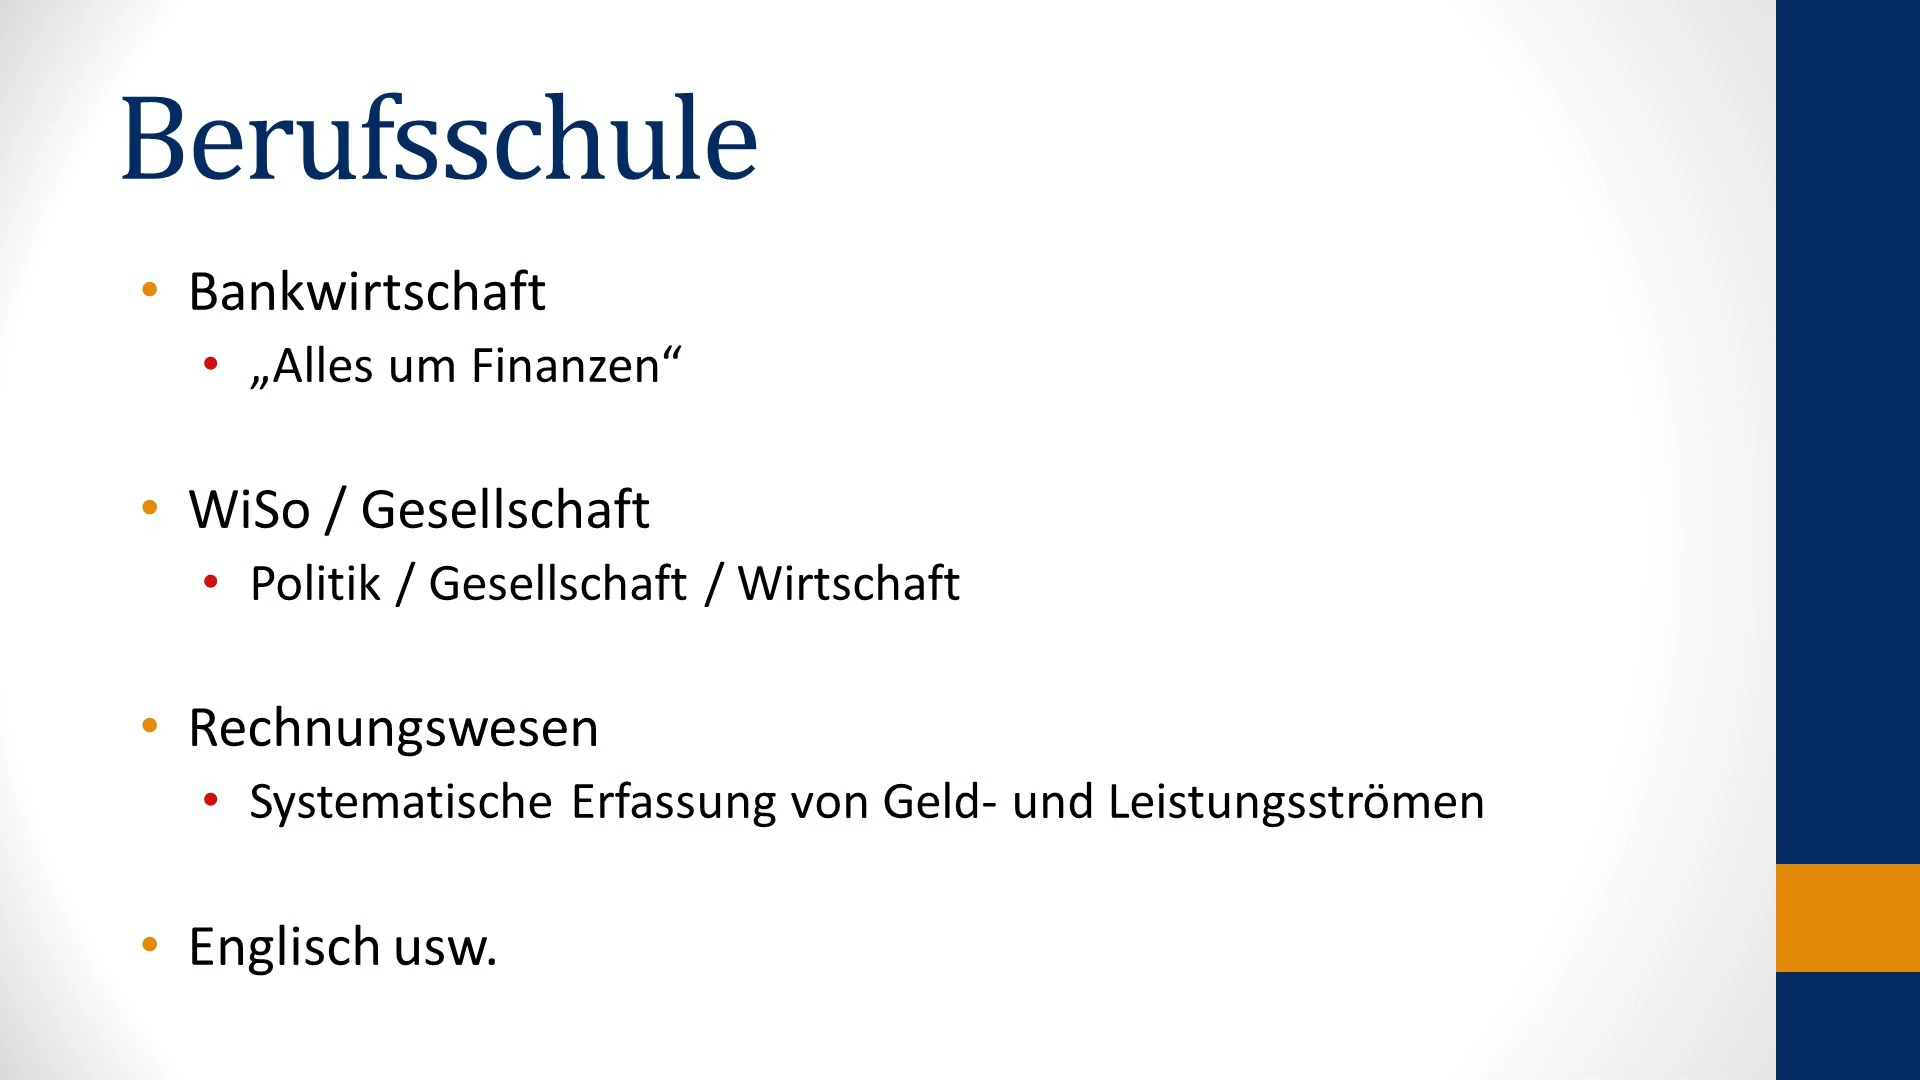 Berufsschule
• Bankwirtschaft
• „Alles um Finanzen“
• WiSo / Gesellschaft
• Politik / Gesellschaft / Wirtschaft
• Rechnungswesen
• Systematische Erfassung von Geld- und Leistungsströmen
• Englisch usw.